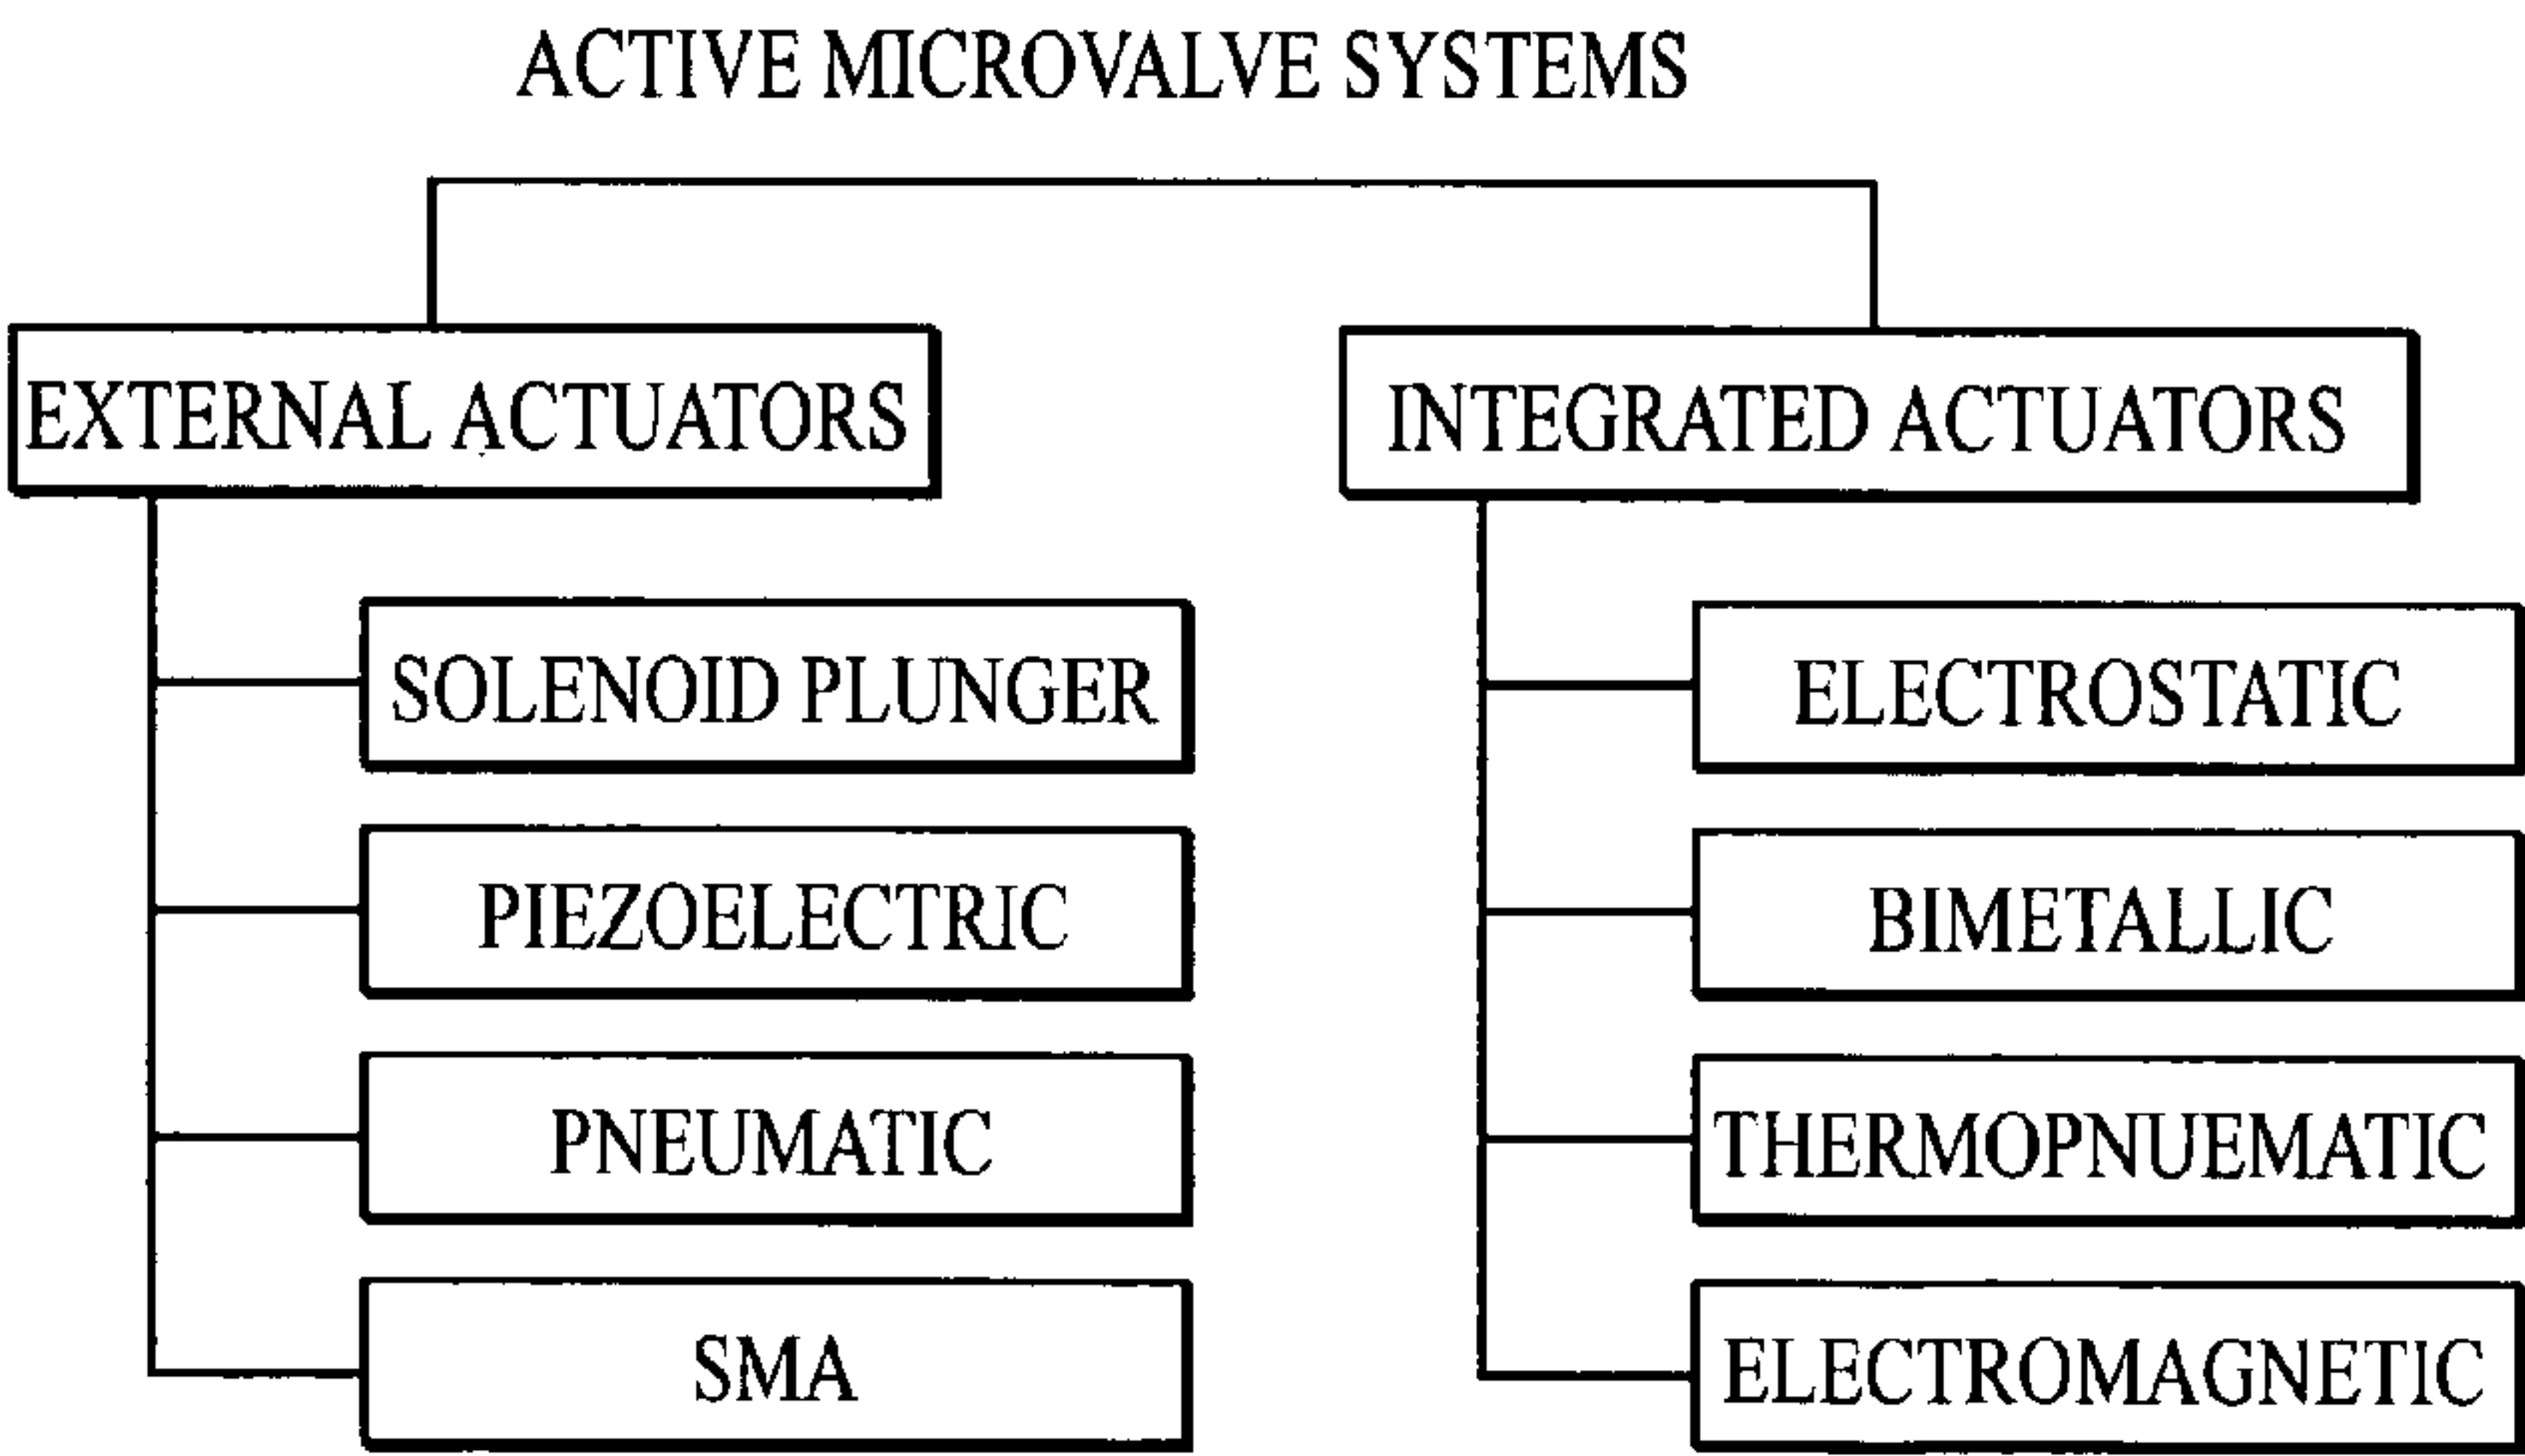 ACTIVE MICROVALVE SYSTEMS
EXTERNAL ACTUATORS
SOLENOID PLUNGER
PIEZOELECTRIC
PNEUMATIC
SMA
INTEGRATED ACTUATORS
ELECTROSTATIC
BIMETALLIC
THERMOPNUEMATIC
ELECTROMAGNETIC